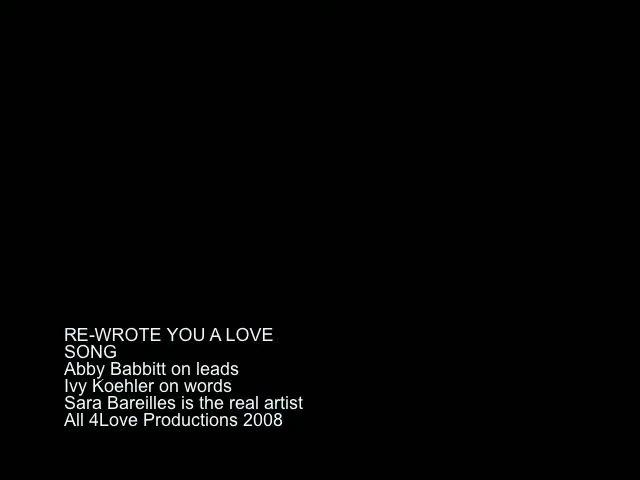 RE-WROTE YOU A LOVE
SONG
Abby Babbitt on leads
Ivy Koehler on words
Sara Bareilles is the real artist
All 4Love Productions 2008